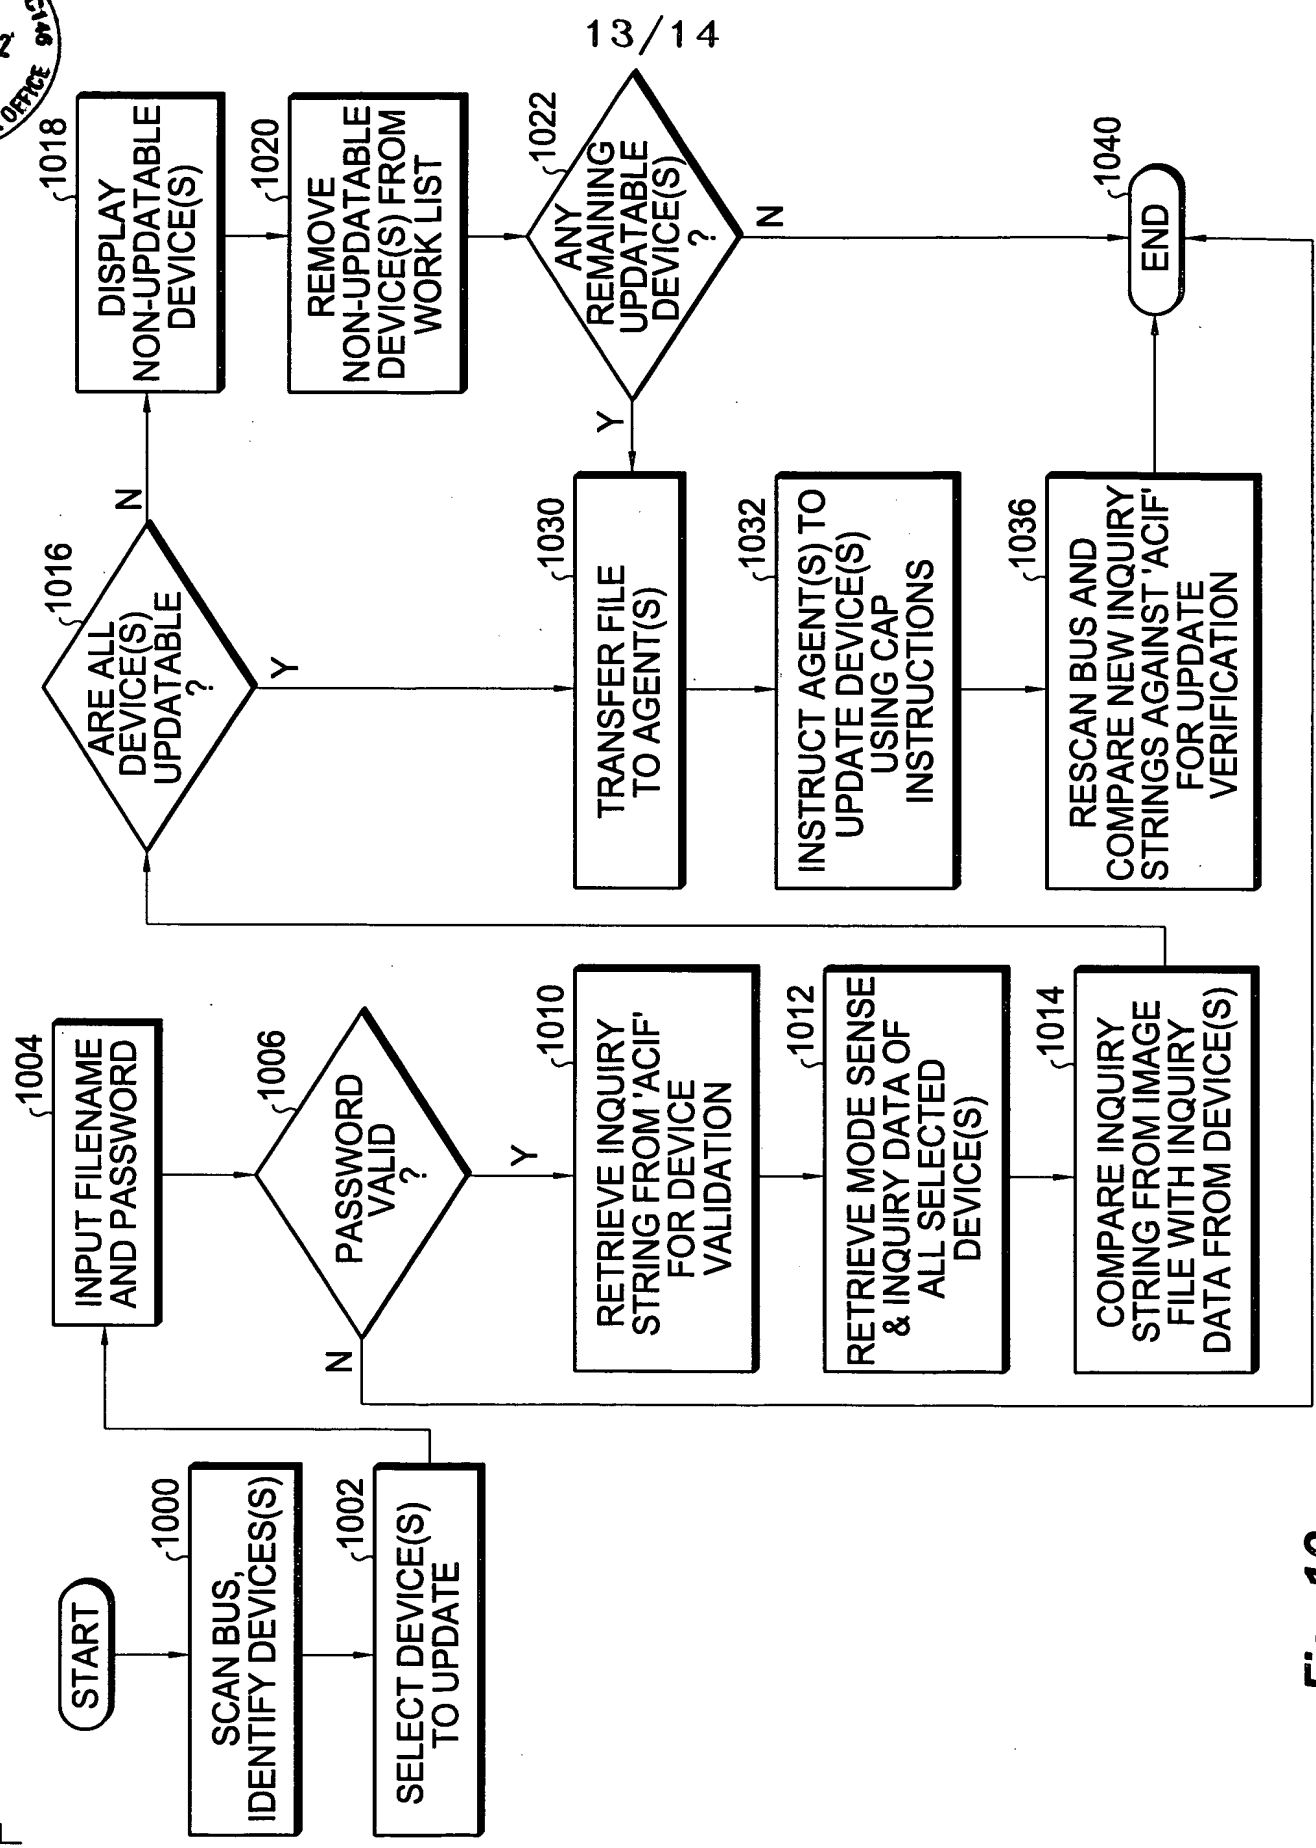 13/14
START
1000
SCAN BUS,
IDENTIFY DEVICES(S)
1002
SELECT DEVICE(S)
TO UPDATE
1004
INPUT FILENAME
AND PASSWORD
1006
PASSWORD
VALID
?
N
Y
1010
RETRIEVE INQUIRY
STRING FROM 'ACIF'
FOR DEVICE
VALIDATION
1012
RETRIEVE MODE SENSE
& INQUIRY DATA OF
ALL SELECTED
DEVICE(S)
1014
COMPARE INQUIRY
STRING FROM IMAGE
FILE WITH INQUIRY
DATA FROM DEVICE(S)
1016
ARE ALL
DEVICE(S)
UPDATABLE
?
N
Y
1018
DISPLAY
NON-UPDATABLE
DEVICE(S)
1020
REMOVE
NON-UPDATABLE
DEVICE(S) FROM
WORK LIST
1022
ANY
REMAINING
UPDATABLE
DEVICE(S)
?
Y
N
1030
TRANSFER FILE
TO AGENT(S)
1032
INSTRUCT AGENT(S) TO
UPDATE DEVICE(S)
USING CAP
INSTRUCTIONS
1036
RESCAN BUS AND
COMPARE NEW INQUIRY
STRINGS AGAINST 'ACIF'
FOR UPDATE
VERIFICATION
1040
END
OFFICE